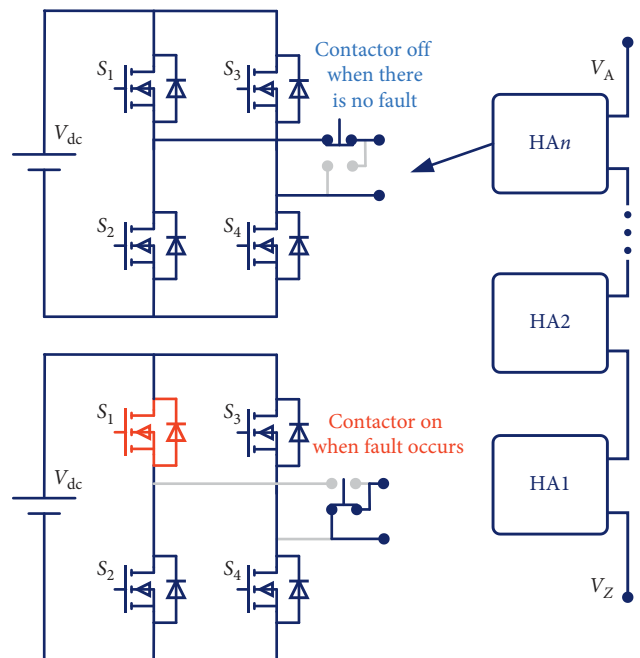 S1
S3
Contactor off
when there
is no fault
VA
Vdc
HAn
S2
S4
HA2
S1
S3
Contactor on
when fault occurs
Vdc
HA1
S2
S4
VZ